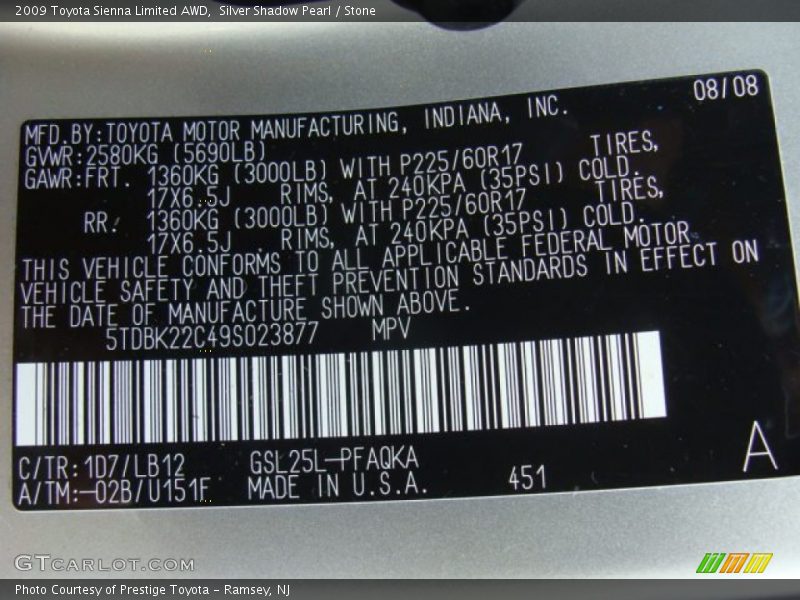 2009 Toyota Sienna Limited AWD,  Silver Shadow Pearl / Stone
08/08
MFD.BY:TOYOTA MOTOR MANUFACTURING, INDIANA, INC.
GVWR:2580KG (5690LB)
GAWR:FRT. 1360KG (3000LB) WITH P225/60R17 TIRES,
17X6.5J RIMS, AT 240KPA (35PSI) COLD.
RR. 1360KG (3000LB) WITH P225/60R17 TIRES,
17X6.5J RIMS, AT 240KPA (35PSI) COLD.
THIS VEHICLE CONFORMS TO ALL APPLICABLE FEDERAL MOTOR
VEHICLE SAFETY AND THEFT PREVENTION STANDARDS IN EFFECT ON
THE DATE OF MANUFACTURE SHOWN ABOVE.
5TDBK22C49S023877 MPV
C/TR:1D7/LB12 GSL25L-PFAQKA
A/TM:-02B/U151F MADE IN U.S.A. 451
A
GTCARLOT.COM
Photo Courtesy of Prestige Toyota - Ramsey, NJ